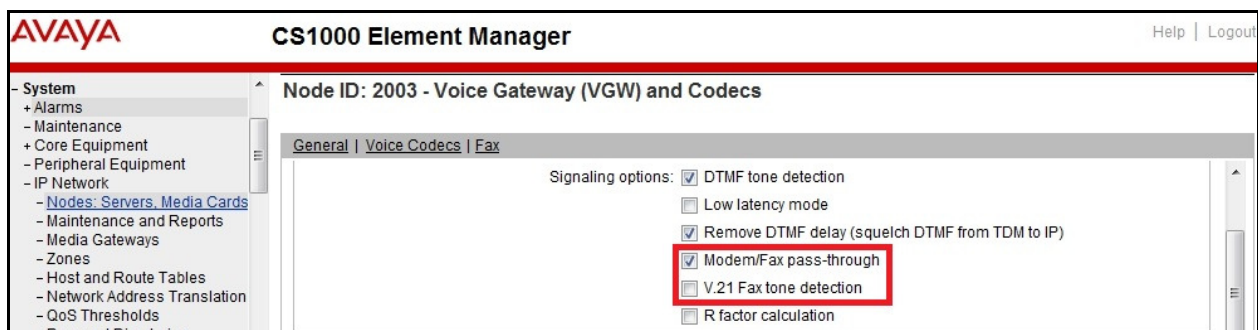 AVAYA
CS1000 Element Manager
Help | Logout
- System
+ Alarms
- Maintenance
+ Core Equipment
- Peripheral Equipment
- IP Network
- Nodes: Servers, Media Cards
- Maintenance and Reports
- Media Gateways
- Zones
- Host and Route Tables
- Network Address Translation
- QoS Thresholds
Node ID: 2003 - Voice Gateway (VGW) and Codecs
General | Voice Codecs | Fax
Signaling options: DTMF tone detection
Low latency mode
Remove DTMF delay (squelch DTMF from TDM to IP)
Modem/Fax pass-through
V.21 Fax tone detection
R factor calculation